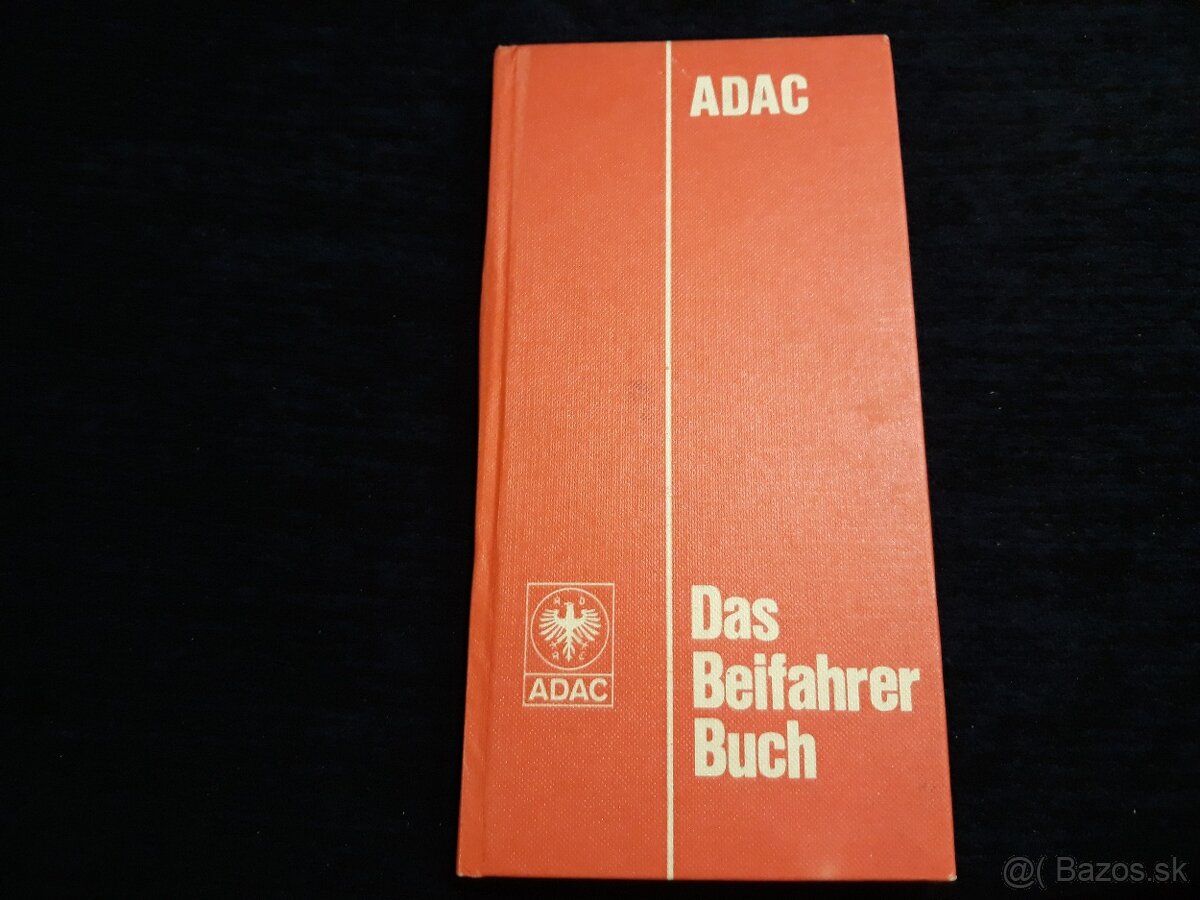 ADAC
A D
A C
ADAC
Das
Beifahrer
Buch
@( Bazos.sk